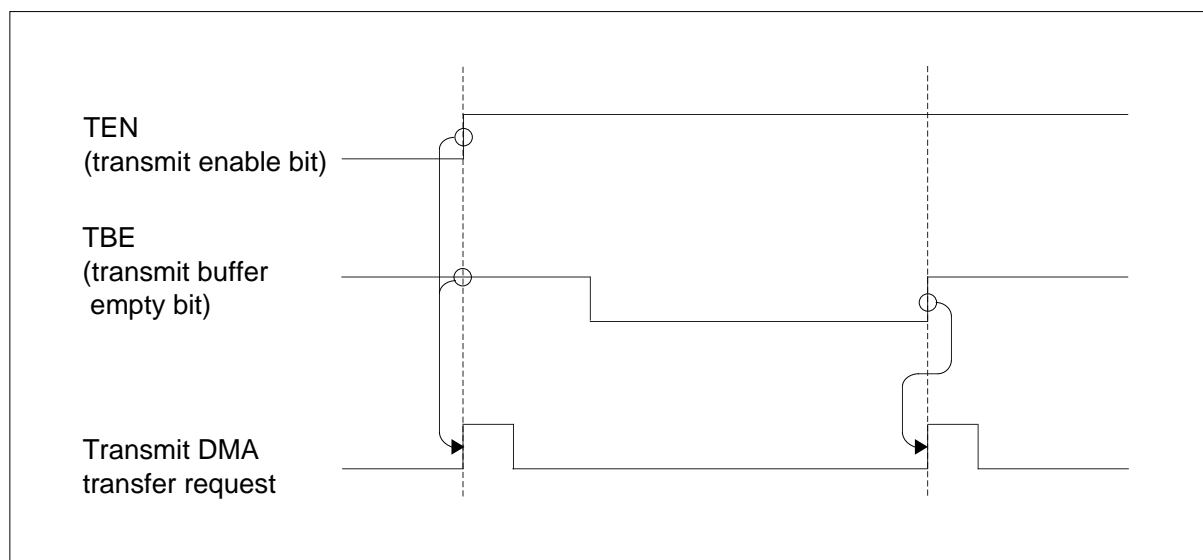 TEN
(transmit enable bit)
TBE
(transmit buffer
empty bit)
Transmit DMA
transfer request